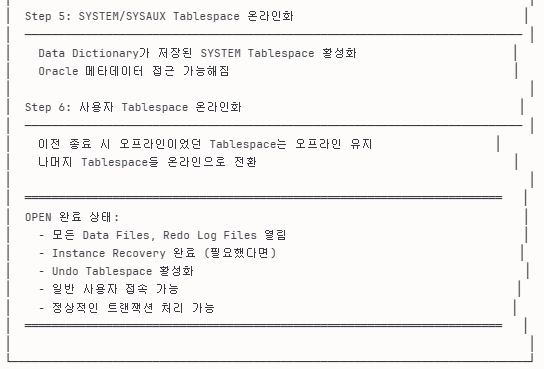 Step 5: SYSTEM/SYSAUX Tablespace 온라인화
Data Dictionary가 저장된 SYSTEM Tablespace 활성화
Oracle 메타데이터 접근 가능해짐
Step 6: 사용자 Tablespace 온라인화
이전 종료 시 오프라인이었던 Tablespace는 오프라인 유지
나머지 Tablespace들 온라인으로 전환
OPEN 완료 상태:
- 모든 Data Files, Redo Log Files 열림
- Instance Recovery 완료 (필요했다면)
- Undo Tablespace 활성화
- 일반 사용자 접속 가능
- 정상적인 트랜잭션 처리 가능